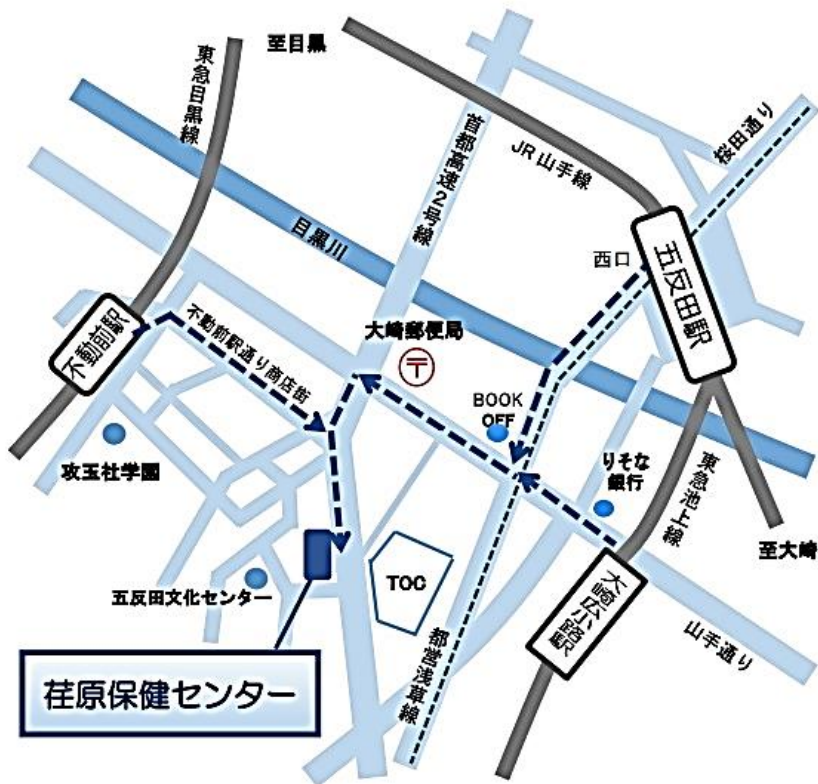 至目黒
東急目黒線
首都高速2号線
JR山手線
桜田通り
目黒川
西口
五反田駅
不動前駅
不動前駅通り商店街
大崎郵便局
〒
BOOK
OFF
攻玉社学園
りそな
銀行
東急池上線
至大崎
五反田文化センター
TOC
大崎広小路駅
山手通り
都営浅草線
荏原保健センター